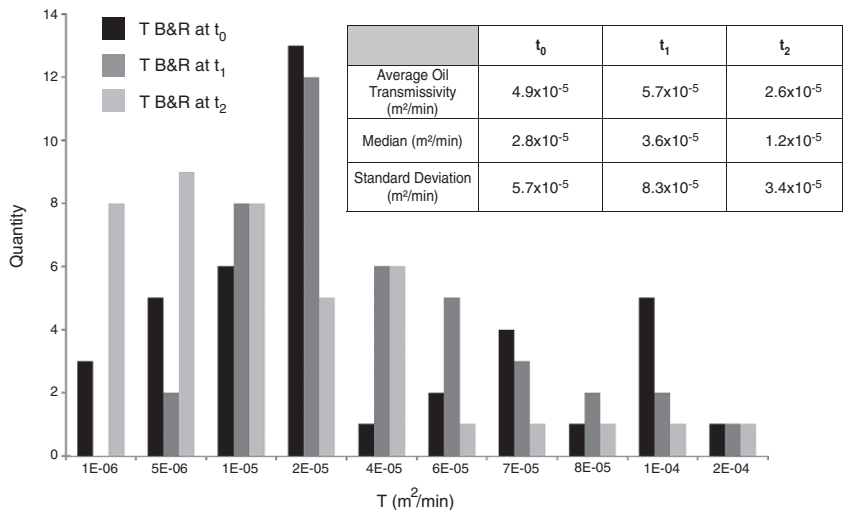 14
12
10
8
6
4
2
0
Quantity
T B&R at t0
T B&R at t1
T B&R at t2
t0 t1 t2
Average Oil
Transmissivity
(m²/min)
4.9x10-5 5.7x10-5 2.6x10-5
Median (m²/min) 2.8x10-5 3.6x10-5 1.2x10-5
Standard Deviation
(m²/min)
5.7x10-5 8.3x10-5 3.4x10-5
1E-06 5E-06 1E-05 2E-05 4E-05 6E-05 7E-05 8E-05 1E-04 2E-04
T (m2/min)